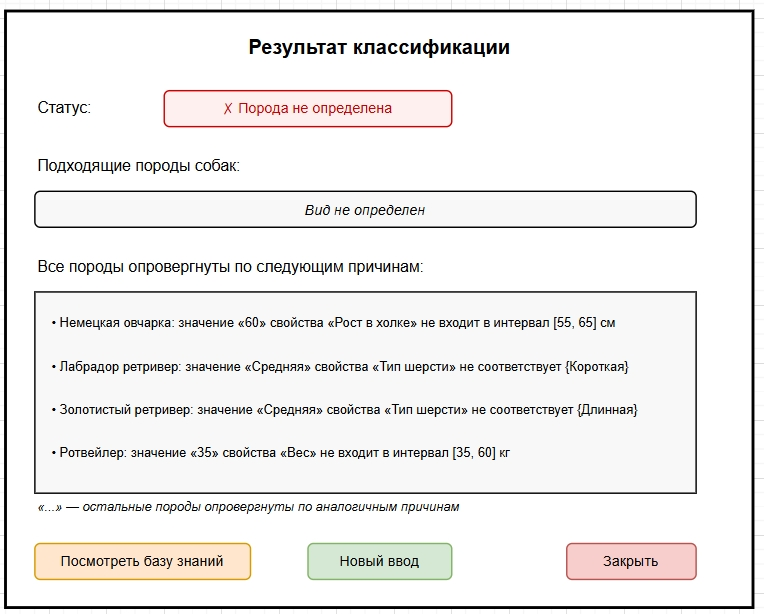 Результат классификации
Статус:
✗ Порода не определена
Подходящие породы собак:
Вид не определен
Все породы опровергнуты по следующим причинам:
• Немецкая овчарка: значение «60» свойства «Рост в холке» не входит в интервал [55, 65] см
• Лабрадор ретривер: значение «Средняя» свойства «Тип шерсти» не соответствует {Короткая}
• Золотистый ретривер: значение «Средняя» свойства «Тип шерсти» не соответствует {Длинная}
• Ротвейлер: значение «35» свойства «Вес» не входит в интервал [35, 60] кг
«...» — остальные породы опровергнуты по аналогичным причинам
Посмотреть базу знаний
Новый ввод
Закрыть